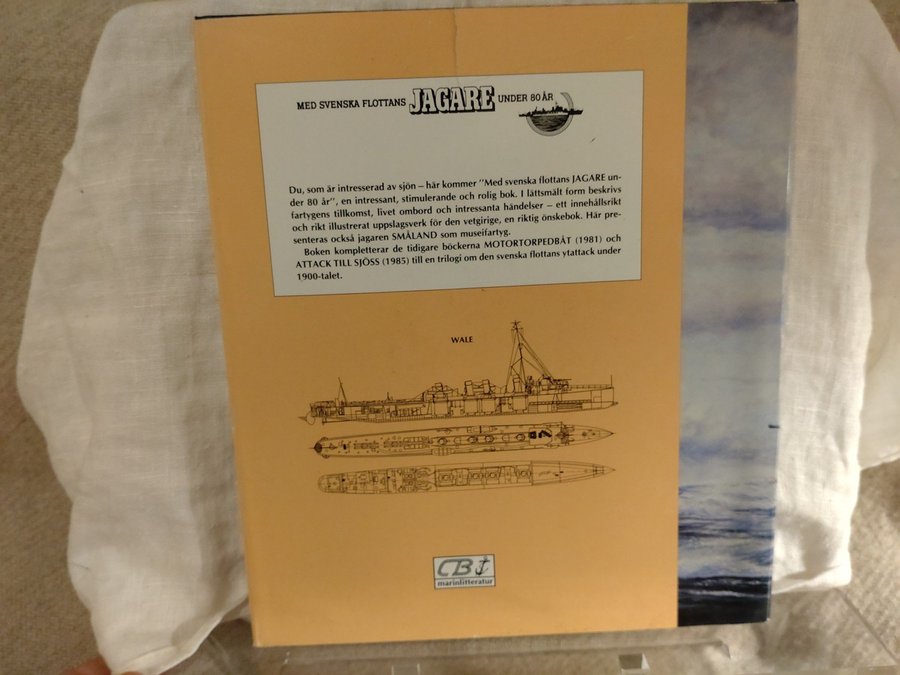 MED SVENSKA FLOTTANS JAGARE UNDER 80 ÅR
Du, som är intresserad av sjön – här kommer "Med svenska flottans JAGARE un-
der 80 år", en intressant, stimulerande och rolig bok. I lättsmält form beskrivs
fartygens tillkomst, livet ombord och intressanta händelser – ett innehållsrikt
och rikt illustrerat uppslagsverk för den vetgirige, en riktig önskebok. Här pre-
senteras också jagaren SMÅLAND som museifartyg.
Boken kompletterar de tidigare böckerna MOTORTORPEDBÅT (1981) och
ATTACK TILL SJÖSS (1985) till en trilogi om den svenska flottans ytattack under
1900-talet.
WALE
CB
marinlitteratur